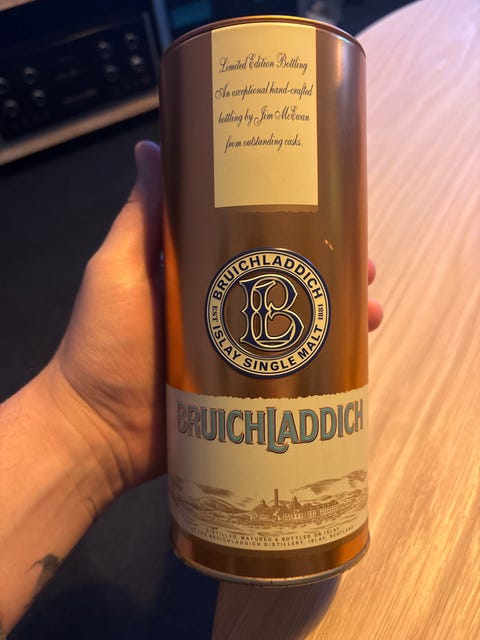 Limited Edition Bottling
An exceptional hand-crafted
bottling by Jim McEwan
from outstanding casks.
BRUICHLADDICH
EST 1881
LB
ISLAY SINGLE MALT
BRUICHLADDICH
DISTILLED MATURED & BOTTLED ON ISLAY
AT THE BRUICHLADDICH DISTILLERY, ISLAY, SCOTLAND